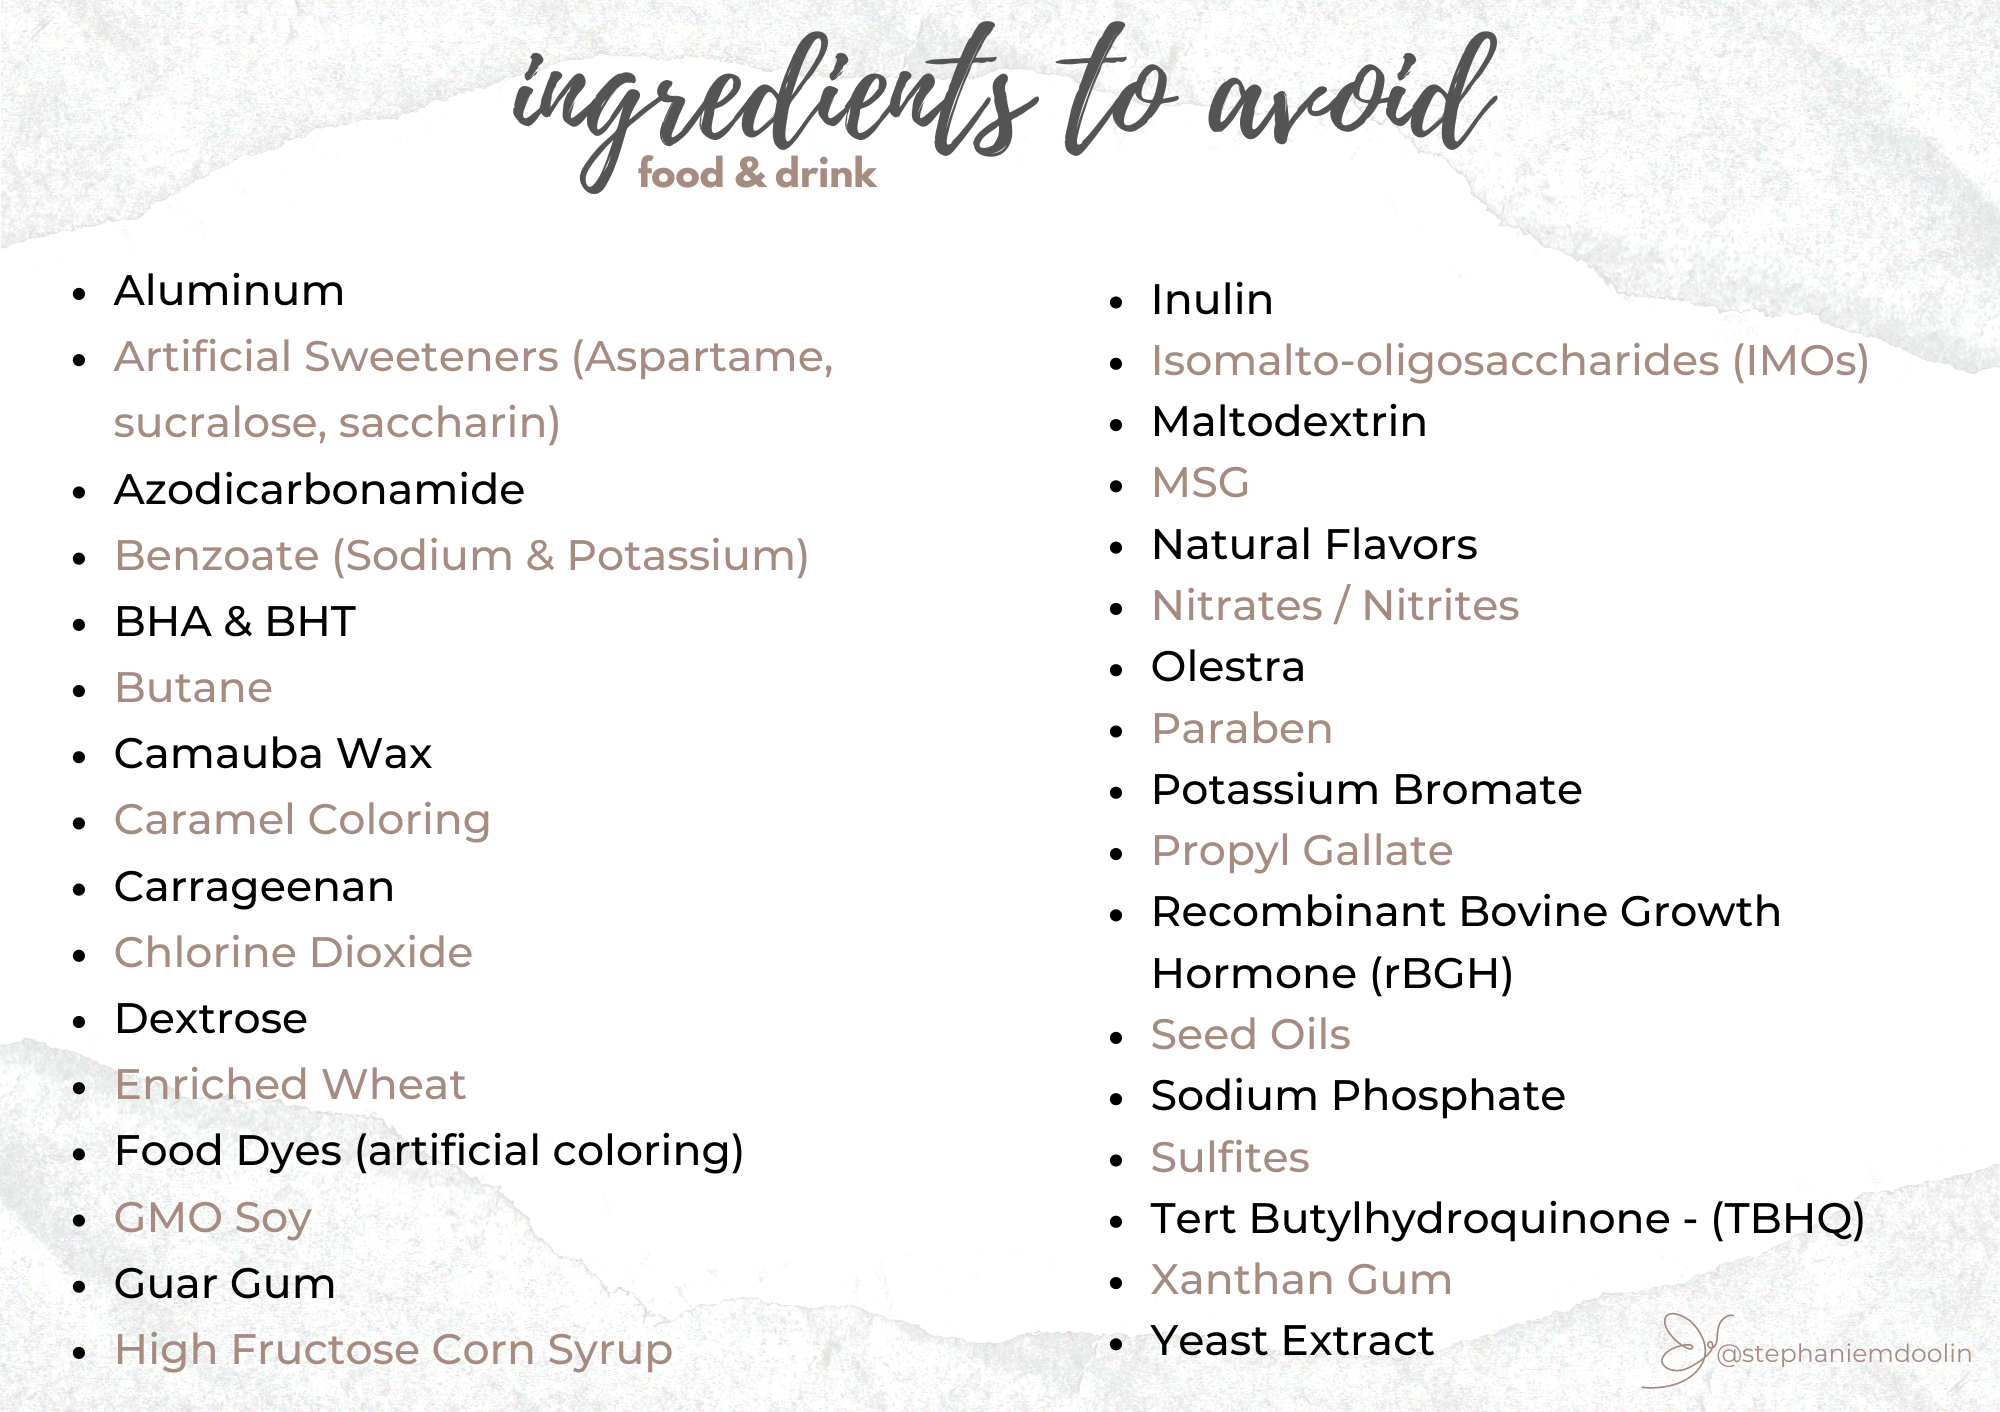 ingredients to avoid
food & drink
Aluminum
Artificial Sweeteners (Aspartame,
sucralose, saccharin)
Azodicarbonamide
Benzoate (Sodium & Potassium)
BHA & BHT
Butane
Camauba Wax
Caramel Coloring
Carrageenan
Chlorine Dioxide
Dextrose
Enriched Wheat
Food Dyes (artificial coloring)
GMO Soy
Guar Gum
High Fructose Corn Syrup
Inulin
Isomalto-oligosaccharides (IMOs)
Maltodextrin
MSG
Natural Flavors
Nitrates / Nitrites
Olestra
Paraben
Potassium Bromate
Propyl Gallate
Recombinant Bovine Growth
Hormone (rBGH)
Seed Oils
Sodium Phosphate
Sulfites
Tert Butylhydroquinone - (TBHQ)
Xanthan Gum
Yeast Extract
@stephaniemdoolin